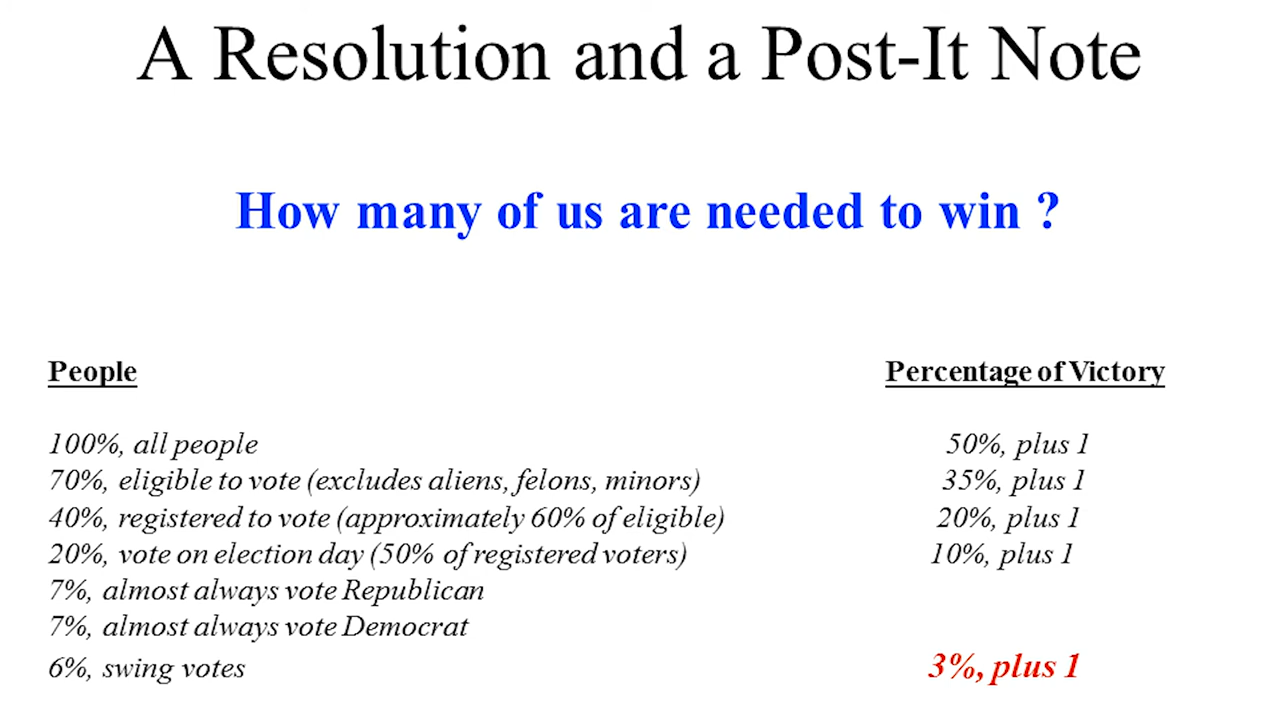 A Resolution and a Post-It Note
How many of us are needed to win ?
People Percentage of Victory
100%, all people 50%, plus 1
70%, eligible to vote (excludes aliens, felons, minors) 35%, plus 1
40%, registered to vote (approximately 60% of eligible) 20%, plus 1
20%, vote on election day (50% of registered voters) 10%, plus 1
7%, almost always vote Republican
7%, almost always vote Democrat
6%, swing votes 3%, plus 1